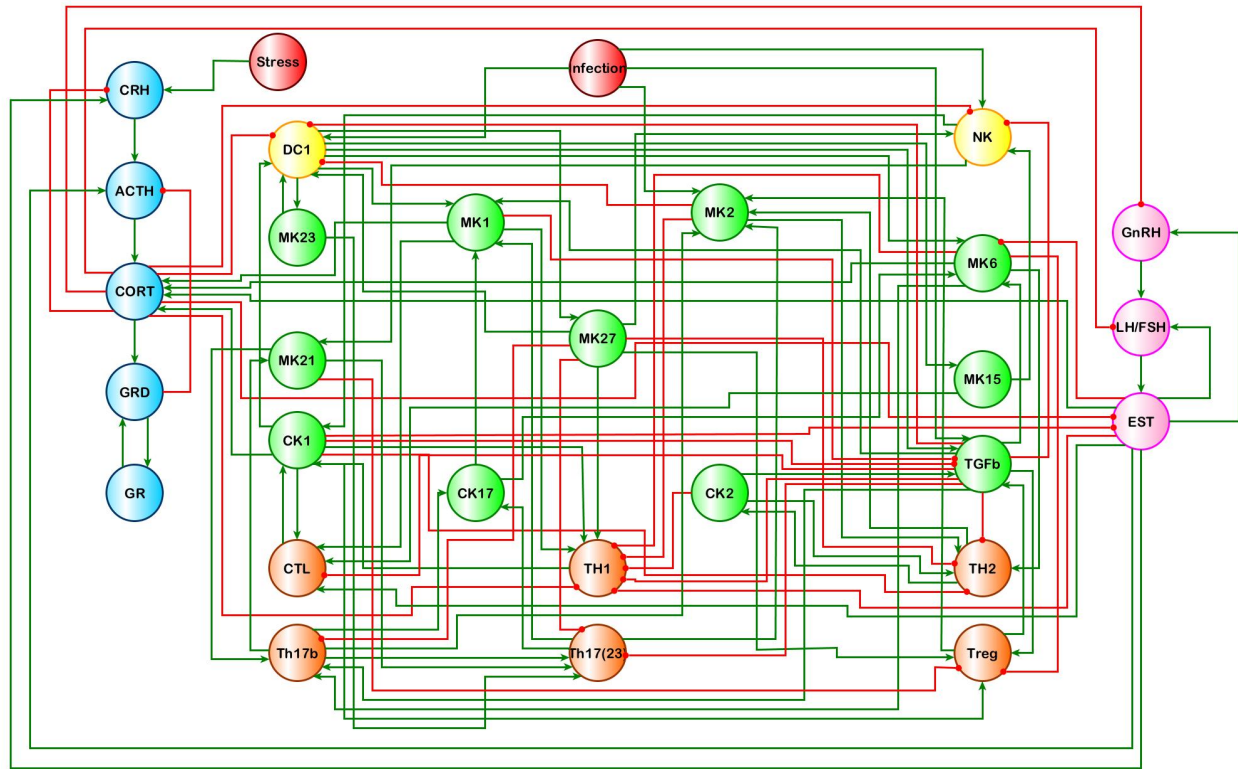 Stress
Infection
CRH
NK
DC1
ACTH
MK2
MK1
GnRH
MK23
MK6
CORT
LH/FSH
MK27
MK21
MK15
GRD
EST
CK1
TGFb
GR
CK17
CK2
CTL
TH1
TH2
Th17b
Th17(23)
Treg